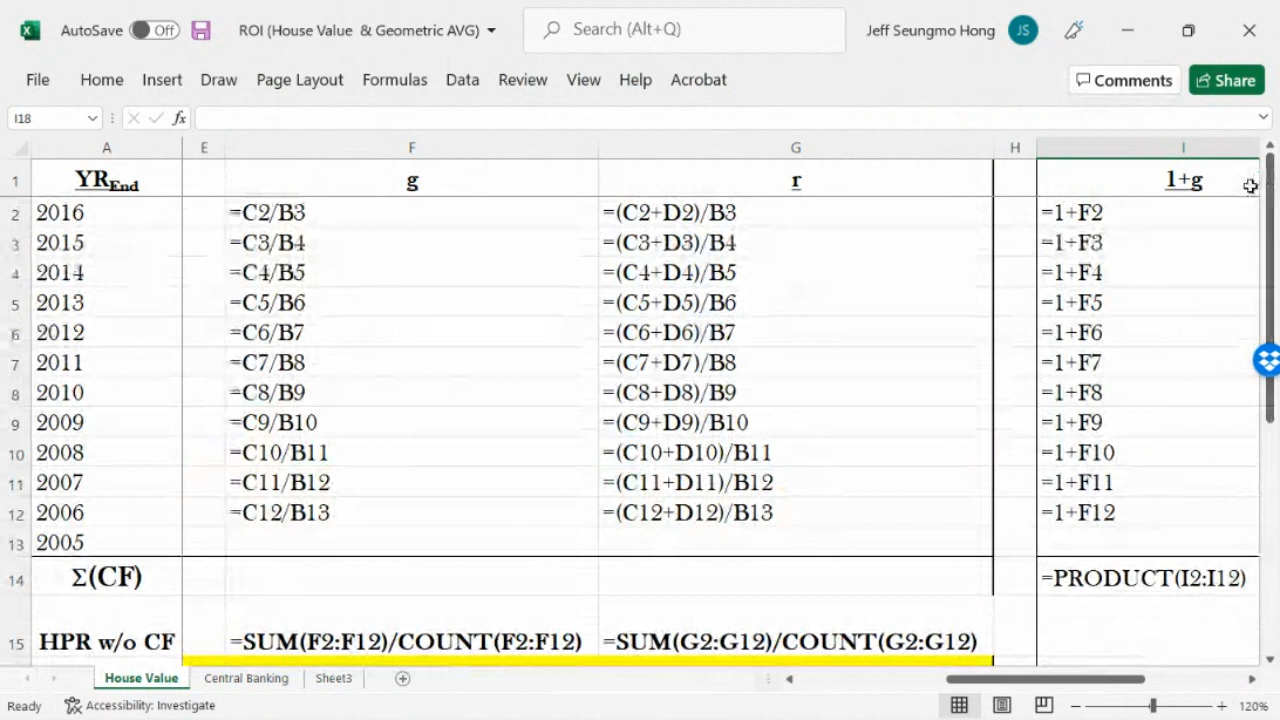 AutoSave Off ROI (House Value & Geometric AVG) Search (Alt+Q) Jeff Seungmo Hong JS
File Home Insert Draw Page Layout Formulas Data Review View Help Acrobat Comments Share
I18 fx
A E F G H I
1 YREnd g r 1+g
2 2016 =C2/B3 =(C2+D2)/B3 =1+F2
3 2015 =C3/B4 =(C3+D3)/B4 =1+F3
4 2014 =C4/B5 =(C4+D4)/B5 =1+F4
5 2013 =C5/B6 =(C5+D5)/B6 =1+F5
6 2012 =C6/B7 =(C6+D6)/B7 =1+F6
7 2011 =C7/B8 =(C7+D7)/B8 =1+F7
8 2010 =C8/B9 =(C8+D8)/B9 =1+F8
9 2009 =C9/B10 =(C9+D9)/B10 =1+F9
10 2008 =C10/B11 =(C10+D10)/B11 =1+F10
11 2007 =C11/B12 =(C11+D11)/B12 =1+F11
12 2006 =C12/B13 =(C12+D12)/B13 =1+F12
13 2005
14 Σ(CF) =PRODUCT(I2:I12)
15 HPR w/o CF =SUM(F2:F12)/COUNT(F2:F12) =SUM(G2:G12)/COUNT(G2:G12)
House Value Central Banking Sheet3
Ready Accessibility: Investigate 120%